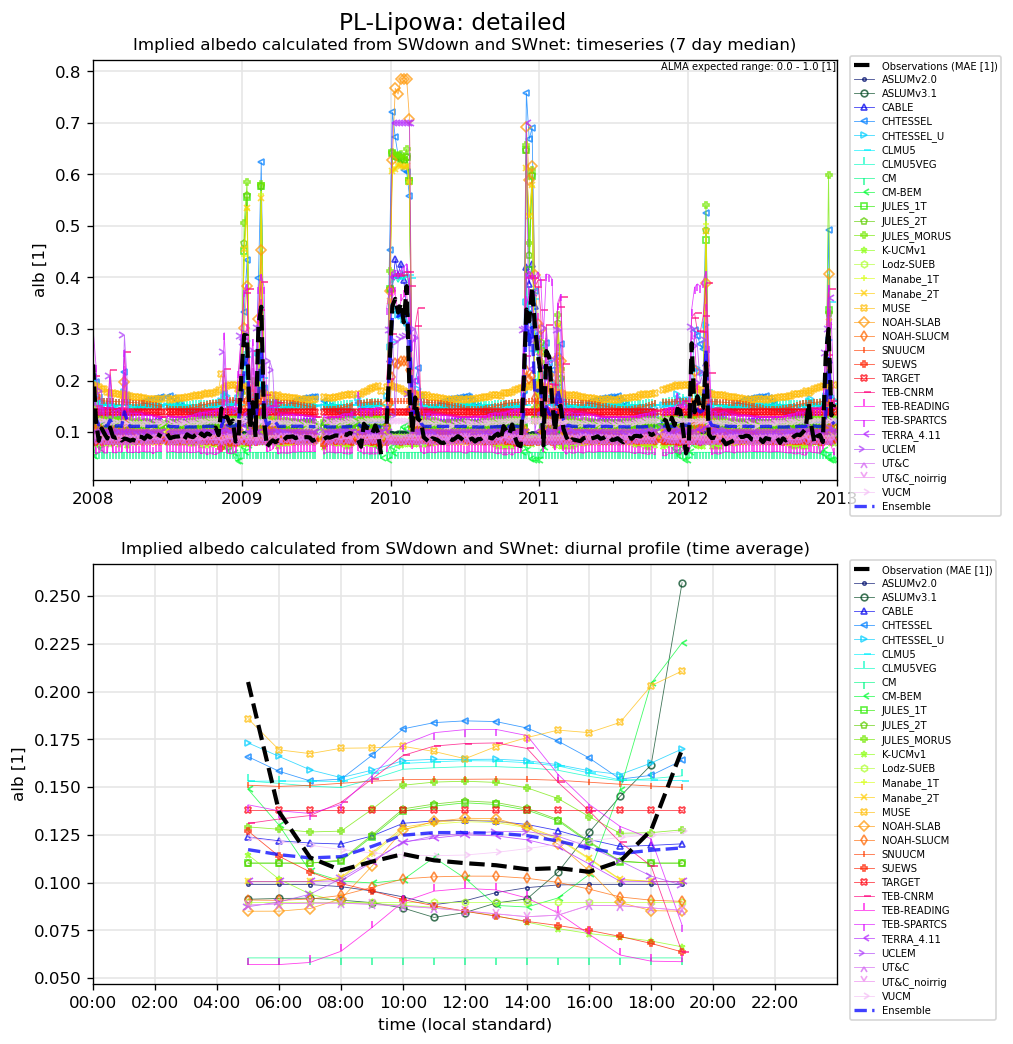 PL-Lipowa: detailed
Implied albedo calculated from SWdown and SWnet: timeseries (7 day median)
ALMA expected range: 0.0 - 1.0 [1]
alb [1]
0.8
0.7
0.6
0.5
0.4
0.3
0.2
0.1
2008 2009 2010 2011 2012 2013
Observations (MAE [1])
ASLUMv2.0
ASLUMv3.1
CABLE
CHTESSEL
CHTESSEL_U
CLMU5
CLMU5VEG
CM
CM-BEM
JULES_1T
JULES_2T
JULES_MORUS
K-UCMv1
Lodz-SUEB
Manabe_1T
Manabe_2T
MUSE
NOAH-SLAB
NOAH-SLUCM
SNUUCM
SUEWS
TARGET
TEB-CNRM
TEB-READING
TEB-SPARTCS
TERRA_4.11
UCLEM
UT&C
UT&C_noirrig
VUCM
Ensemble
Implied albedo calculated from SWdown and SWnet: diurnal profile (time average)
alb [1]
0.250
0.225
0.200
0.175
0.150
0.125
0.100
0.075
0.050
00:00 02:00 04:00 06:00 08:00 10:00 12:00 14:00 16:00 18:00 20:00 22:00
time (local standard)
Observation (MAE [1])
ASLUMv2.0
ASLUMv3.1
CABLE
CHTESSEL
CHTESSEL_U
CLMU5
CLMU5VEG
CM
CM-BEM
JULES_1T
JULES_2T
JULES_MORUS
K-UCMv1
Lodz-SUEB
Manabe_1T
Manabe_2T
MUSE
NOAH-SLAB
NOAH-SLUCM
SNUUCM
SUEWS
TARGET
TEB-CNRM
TEB-READING
TEB-SPARTCS
TERRA_4.11
UCLEM
UT&C
UT&C_noirrig
VUCM
Ensemble